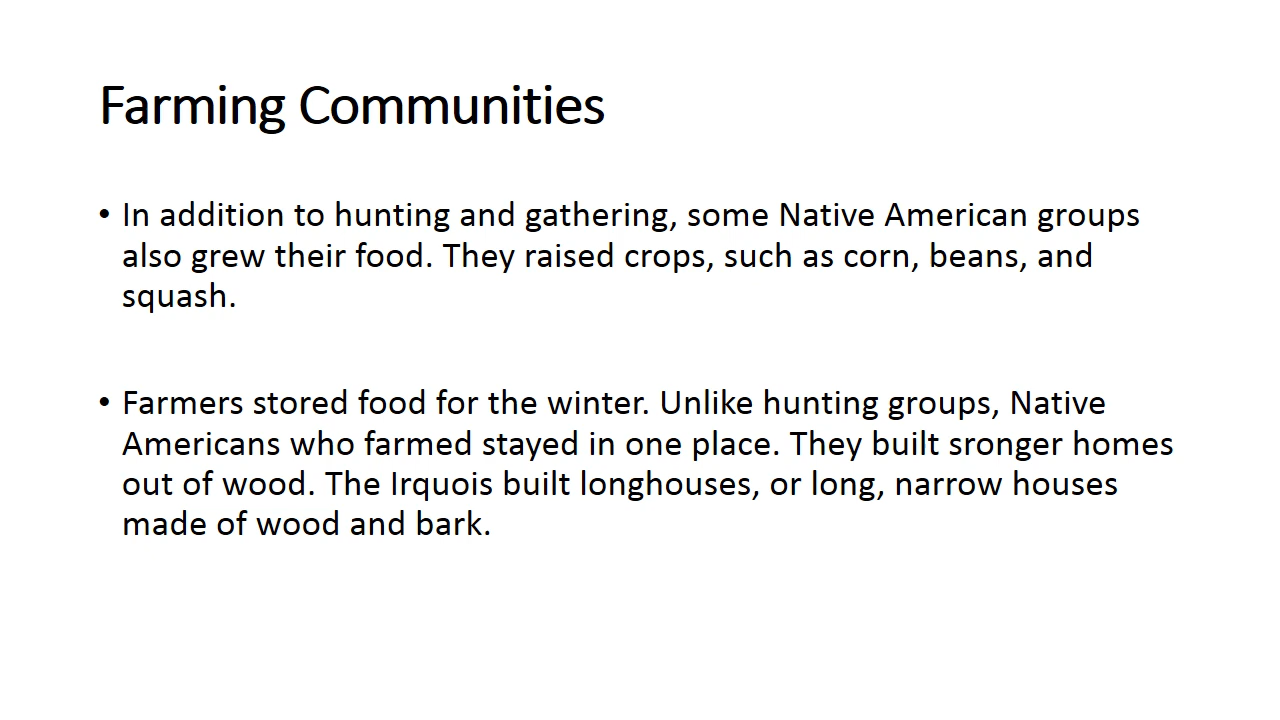 Farming Communities
• In addition to hunting and gathering, some Native American groups
also grew their food. They raised crops, such as corn, beans, and
squash.
• Farmers stored food for the winter. Unlike hunting groups, Native
Americans who farmed stayed in one place. They built sronger homes
out of wood. The Irquois built longhouses, or long, narrow houses
made of wood and bark.